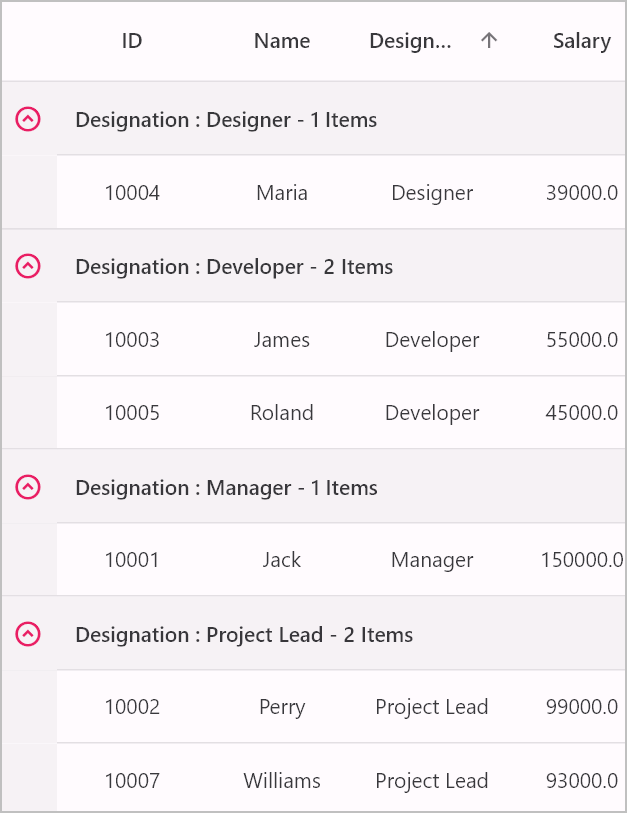 ID Name Design... Salary
Designation : Designer - 1 Items
10004 Maria Designer 39000.0
Designation : Developer - 2 Items
10003 James Developer 55000.0
10005 Roland Developer 45000.0
Designation : Manager - 1 Items
10001 Jack Manager 150000.0
Designation : Project Lead - 2 Items
10002 Perry Project Lead 99000.0
10007 Williams Project Lead 93000.0